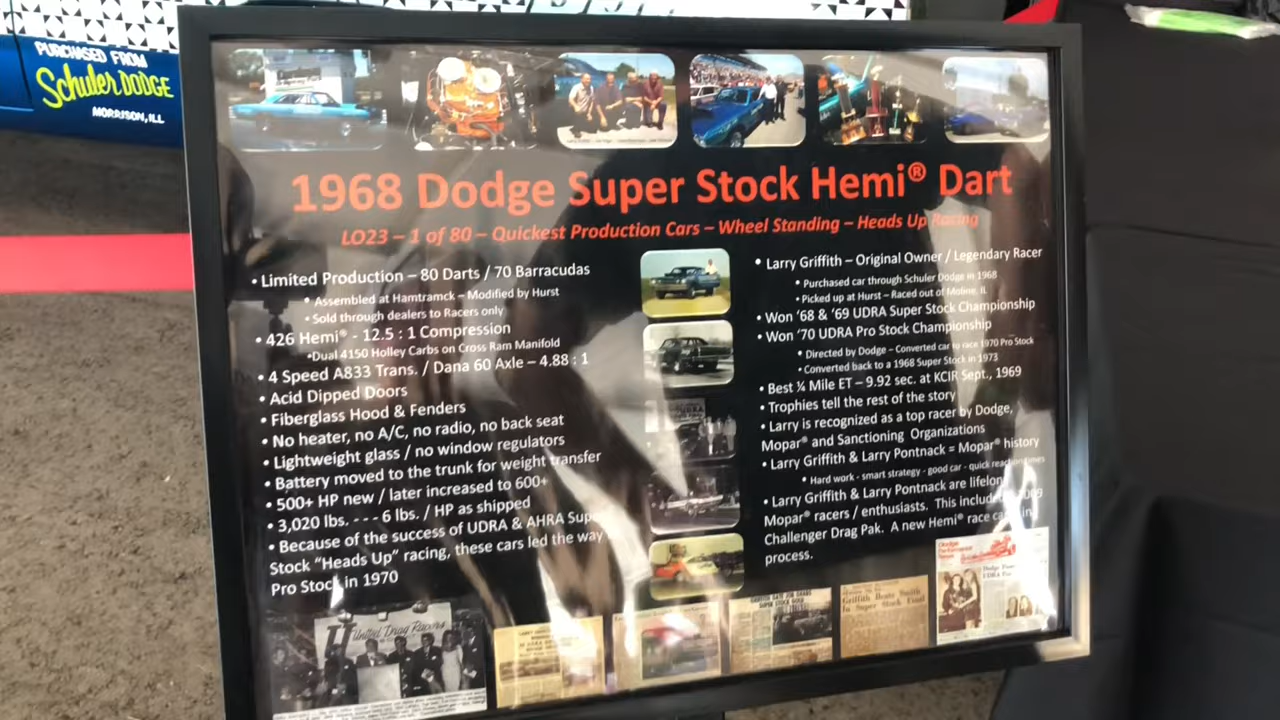 PURCHASED FROM
Schuler DODGE
MORRISON, ILL
1968 Dodge Super Stock Hemi® Dart
LO23 – 1 of 80 – Quickest Production Cars – Wheel Standing – Heads Up Racing
• Limited Production – 80 Darts / 70 Barracudas
• Assembled at Hamtramck – Modified by Hurst
• Sold through dealers to Racers only
• 426 Hemi® - 12.5 : 1 Compression
•Dual 4150 Holley Carbs on Cross Ram Manifold
• 4 Speed A833 Trans. / Dana 60 Axle – 4.88 : 1
• Acid Dipped Doors
• Fiberglass Hood & Fenders
• No heater, no A/C, no radio, no back seat
• Lightweight glass / no window regulators
• Battery moved to the trunk for weight transfer
• 500+ HP new / later increased to 600+
• 3,020 lbs. - - - - 6 lbs. / HP as shipped
• Because of the success of UDRA & AHRA Super
Stock “Heads Up” racing, these cars led the way
Pro Stock in 1970
• Larry Griffith – Original Owner / Legendary Racer
• Purchased car through Schuler Dodge in 1968
• Picked up at Hurst – Raced out of Moline, IL
• Won ’68 & ’69 UDRA Super Stock Championship
• Won ’70 UDRA Pro Stock Championship
• Directed by Dodge – Converted car to race 1970 Pro Stock
• Converted back to a 1968 Super Stock in 1973
• Best ¼ Mile ET – 9.92 sec. at KCIR Sept., 1969
• Trophies tell the rest of the story
• Larry is recognized as a top racer by Dodge,
Mopar® and Sanctioning Organizations
• Larry Griffith & Larry Pontnack = Mopar® history
• Hard work - smart strategy - good car - quick reaction times
• Larry Griffith & Larry Pontnack are lifelong
Mopar® racers / enthusiasts. This includes 2009
Challenger Drag Pak. A new Hemi® race car in
process.
United Drag Racers
SUPER STOCK GOLD
Griffith Beats Smith
In Super Stock Final
Dodge
Performance
News